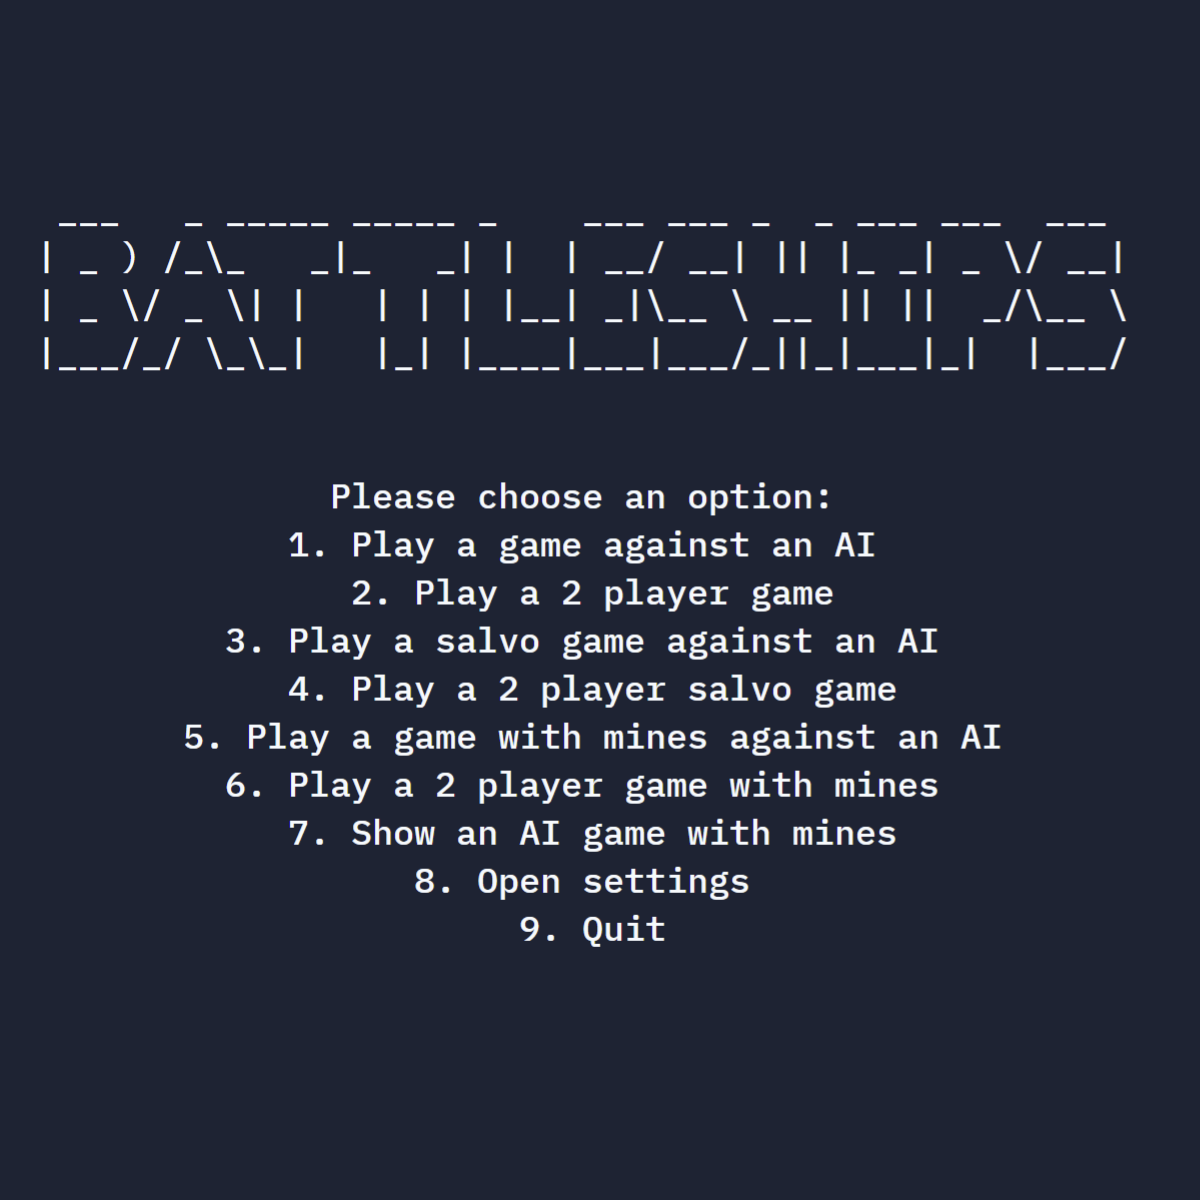 BATTLESHIPS
Please choose an option:
1. Play a game against an AI
2. Play a 2 player game
3. Play a salvo game against an AI
4. Play a 2 player salvo game
5. Play a game with mines against an AI
6. Play a 2 player game with mines
7. Show an AI game with mines
8. Open settings
9. Quit